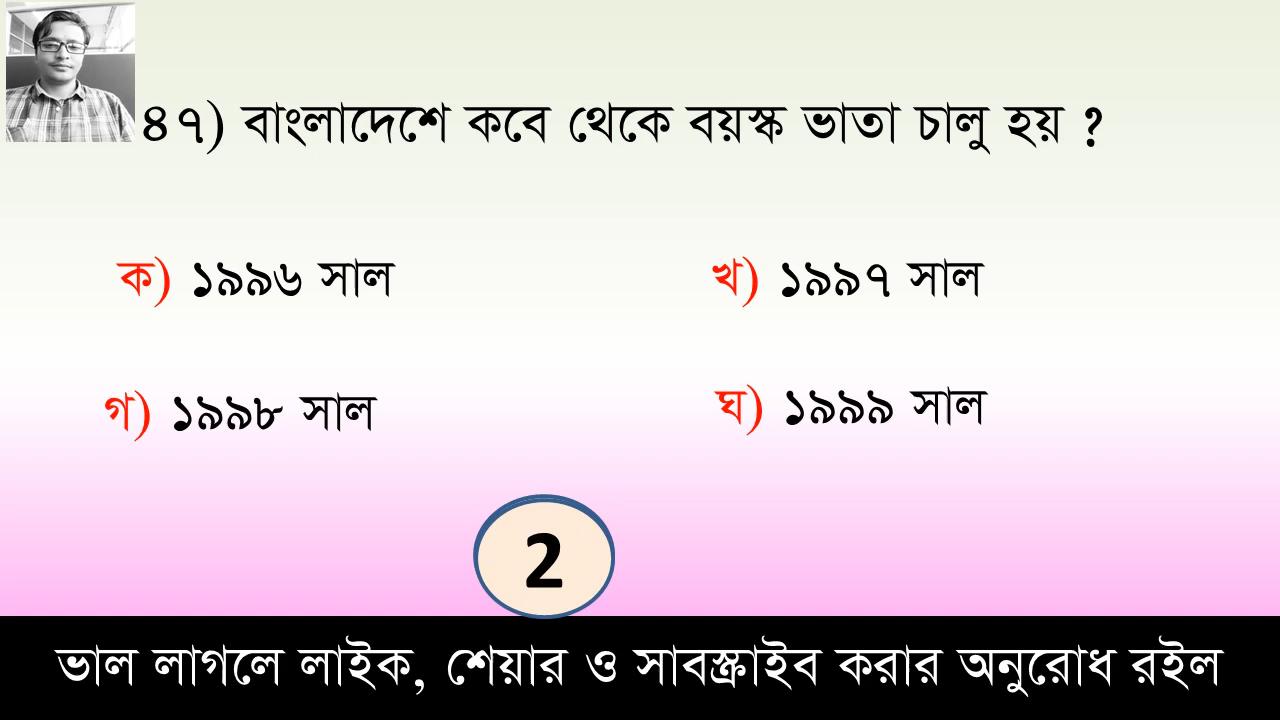 ৪৭) বাংলাদেশে কবে থেকে বয়স্ক ভাতা চালু হয় ?
ক) ১৯৯৬ সাল
খ) ১৯৯৭ সাল
গ) ১৯৯৮ সাল
ঘ) ১৯৯৯ সাল
2
ভাল লাগলে লাইক, শেয়ার ও সাবস্ক্রাইব করার অনুরোধ রইল